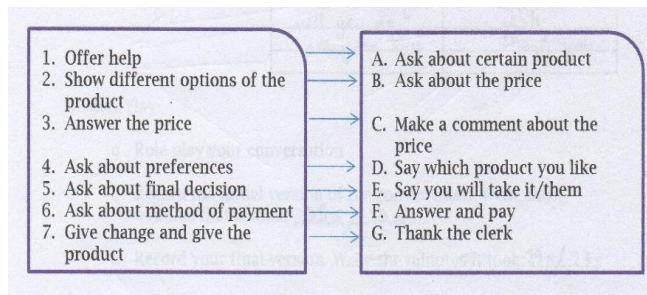 1. Offer help
2. Show different options of the
product
3. Answer the price
4. Ask about preferences
5. Ask about final decision
6. Ask about method of payment
7. Give change and give the
product
A. Ask about certain product
B. Ask about the price
C. Make a comment about the
price
D. Say which product you like
E. Say you will take it/them
F. Answer and pay
G. Thank the clerk